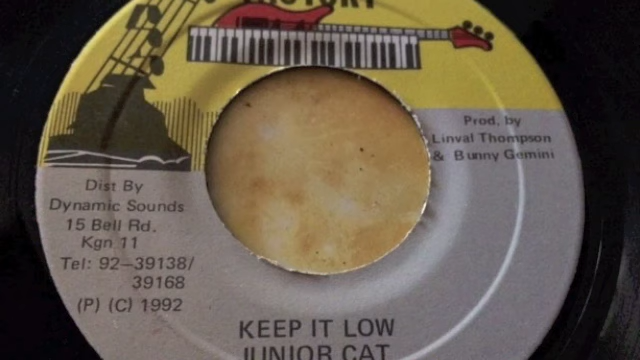 FACTORY
Prod. by
Linval Thompson
& Bunny Gemini
Dist By
Dynamic Sounds
15 Bell Rd.
Kgn 11
Tel: 92-39138/
39168
(P) (C) 1992
KEEP IT LOW
JUNIOR CAT